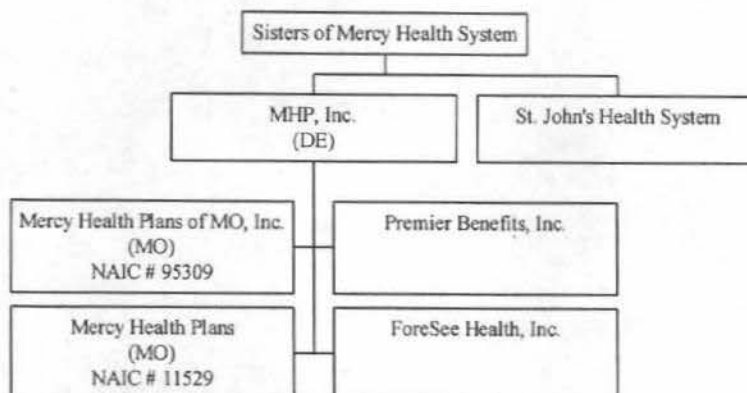 Sisters of Mercy Health System
MHP, Inc.
(DE)
St. John's Health System
Mercy Health Plans of MO, Inc.
(MO)
NAIC # 95309
Premier Benefits, Inc.
Mercy Health Plans
(MO)
NAIC # 11529
ForeSee Health, Inc.